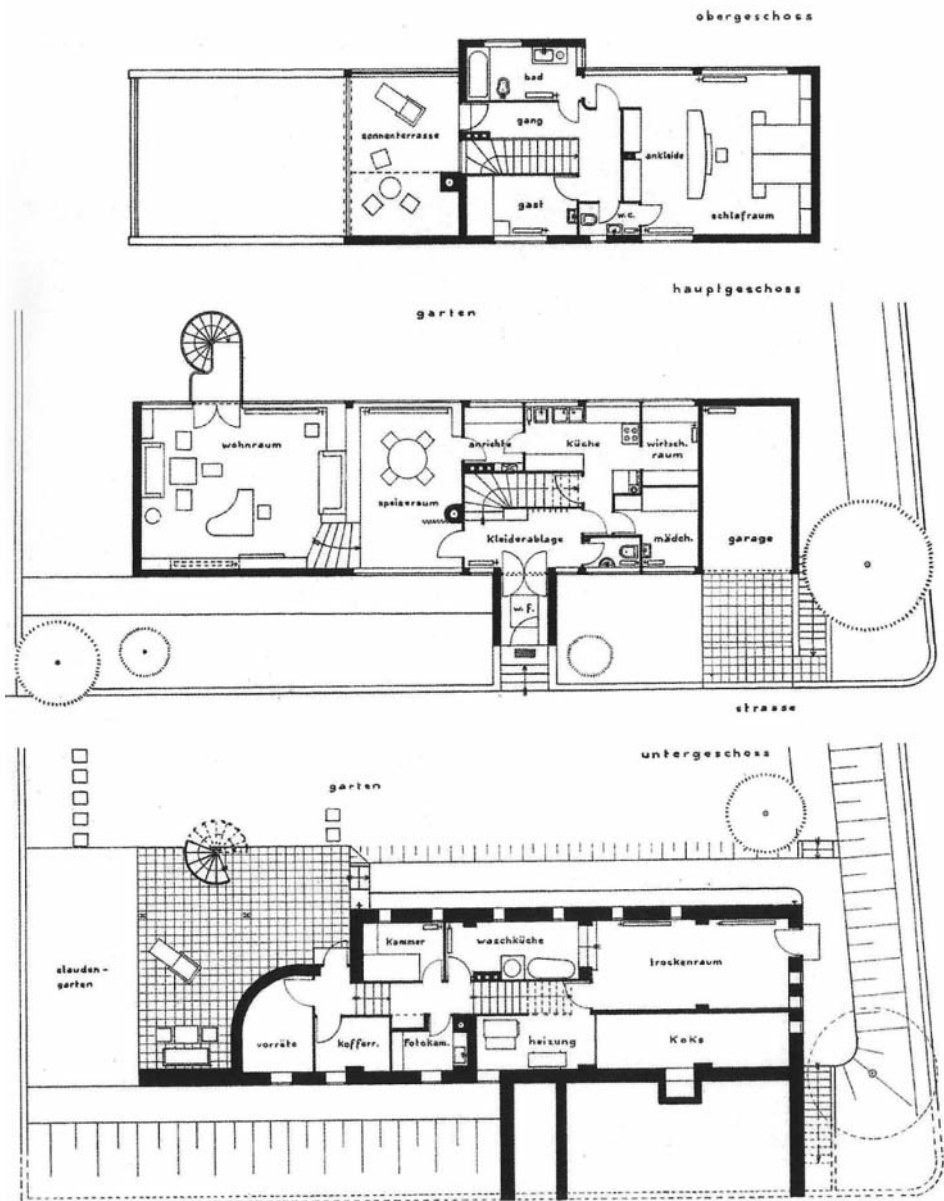 obergeschoss
bad
gang
sonnenterrasse
ankleide
gast
w.c.
schlafraum
hauptgeschoss
garten
wohnraum
anrichte
Küche
wirtsch.
raum
speiseraum
Kleiderablage
mädch.
garage
w.f.
strasse
untergeschoss
garten
Kammer
waschküche
stauden-
garten
trockenraum
vorräte
kofferr.
Fotokam.
heizung
KoKs